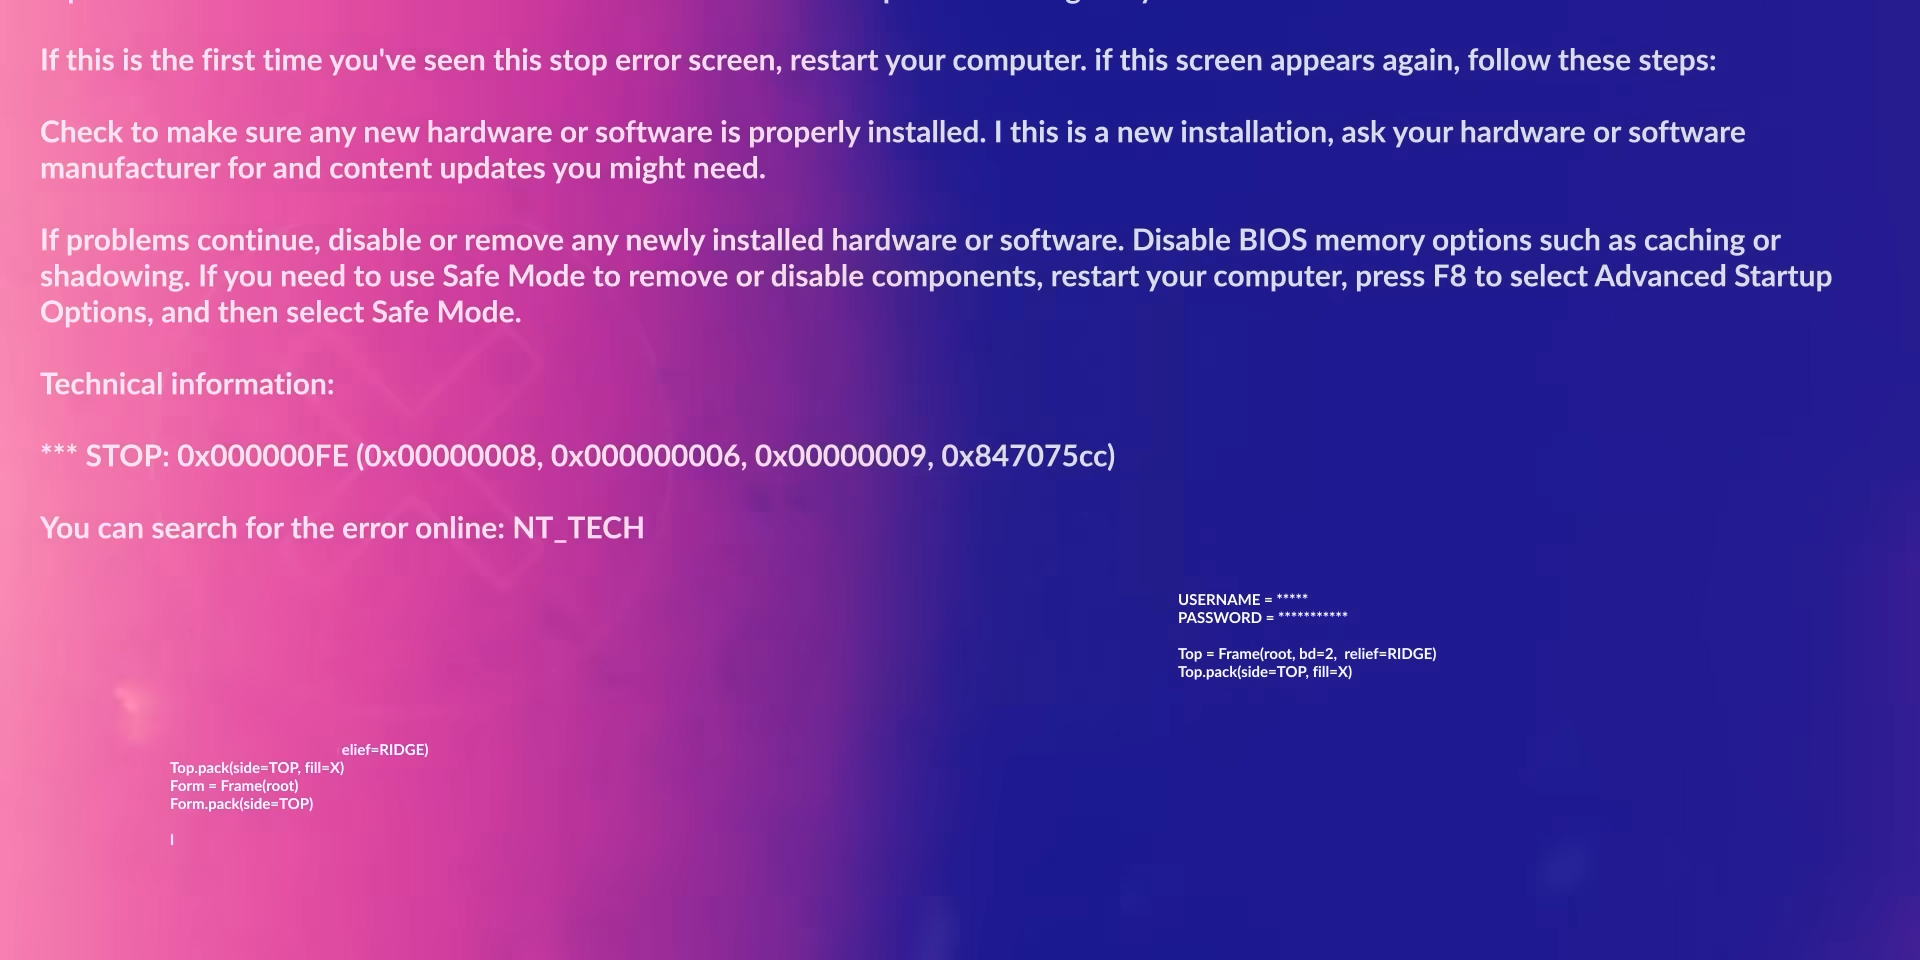 If this is the first time you've seen this stop error screen, restart your computer. if this screen appears again, follow these steps:
Check to make sure any new hardware or software is properly installed. I this is a new installation, ask your hardware or software
manufacturer for and content updates you might need.
If problems continue, disable or remove any newly installed hardware or software. Disable BIOS memory options such as caching or
shadowing. If you need to use Safe Mode to remove or disable components, restart your computer, press F8 to select Advanced Startup
Options, and then select Safe Mode.
Technical information:
*** STOP: 0x000000FE (0x00000008, 0x000000006, 0x00000009, 0x847075cc)
You can search for the error online: NT_TECH
USERNAME = *****
PASSWORD = ***********
Top = Frame(root, bd=2,  relief=RIDGE)
Top.pack(side=TOP, fill=X)
elief=RIDGE)
Top.pack(side=TOP, fill=X)
Form = Frame(root)
Form.pack(side=TOP)
l